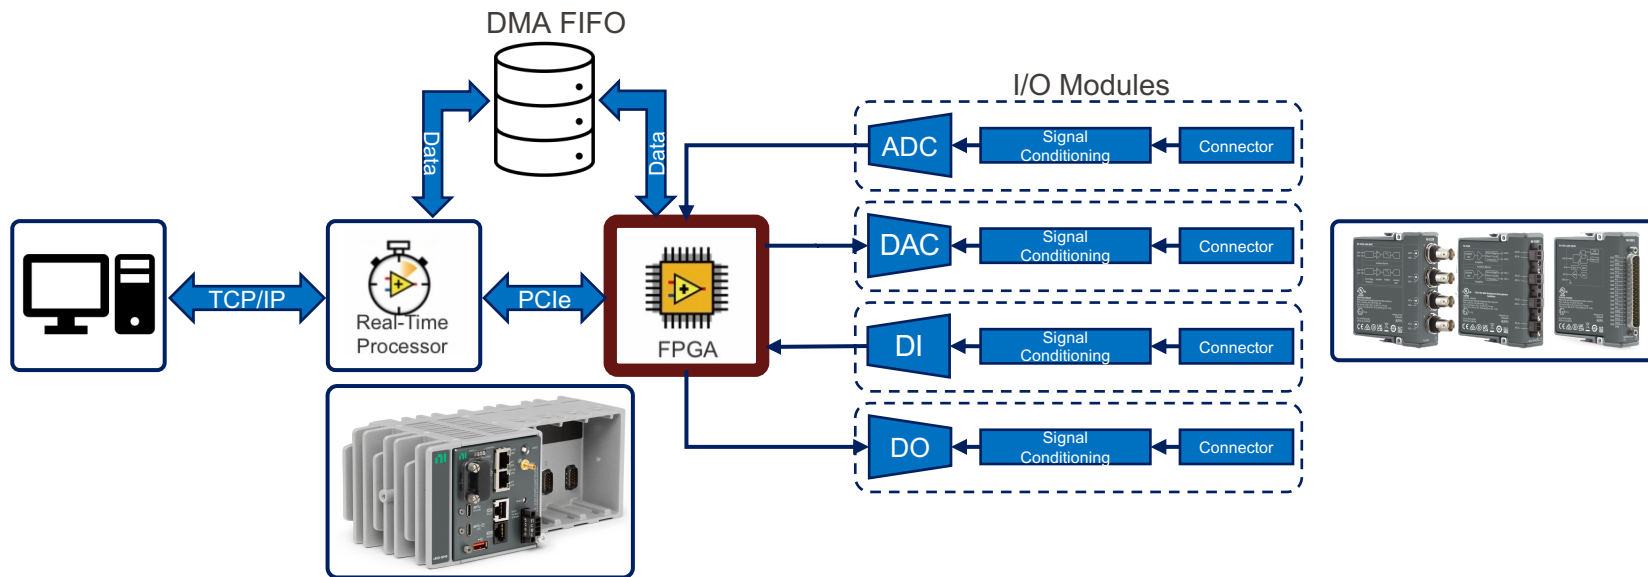 DMA FIFO
I/O Modules
Data
Data
ADC
Signal
Conditioning
Connector
DAC
Signal
Conditioning
Connector
TCP/IP
Real-Time
Processor
PCIe
FPGA
DI
Signal
Conditioning
Connector
DO
Signal
Conditioning
Connector